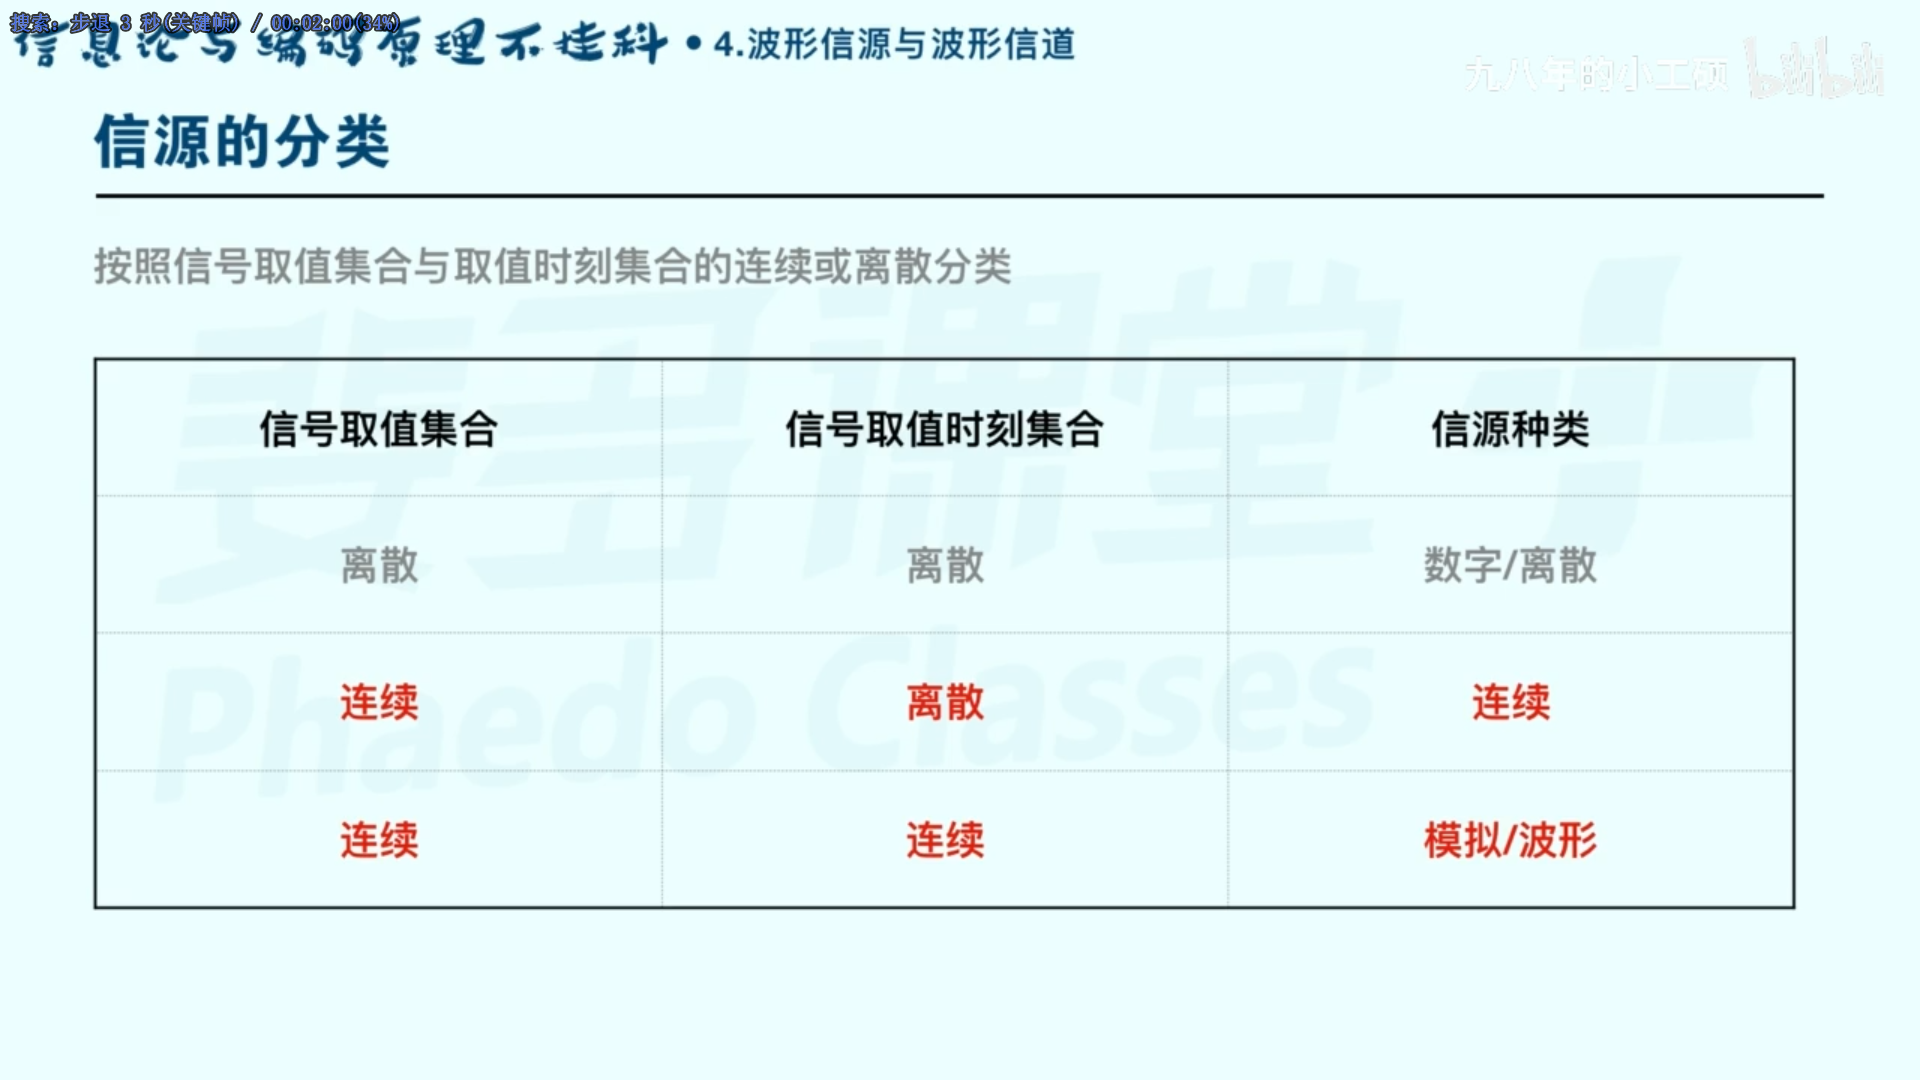 搜索: 步退 3 秒(关键帧) / 00:02:00(34%)
信息论与编码原理不挂科 • 4.波形信源与波形信道
九八年的小工硕 bilibili
信源的分类
按照信号取值集合与取值时刻集合的连续或离散分类
信号取值集合 信号取值时刻集合 信源种类
离散 离散 数字/离散
连续 离散 连续
连续 连续 模拟/波形
斐多课堂
Phaedo Classes